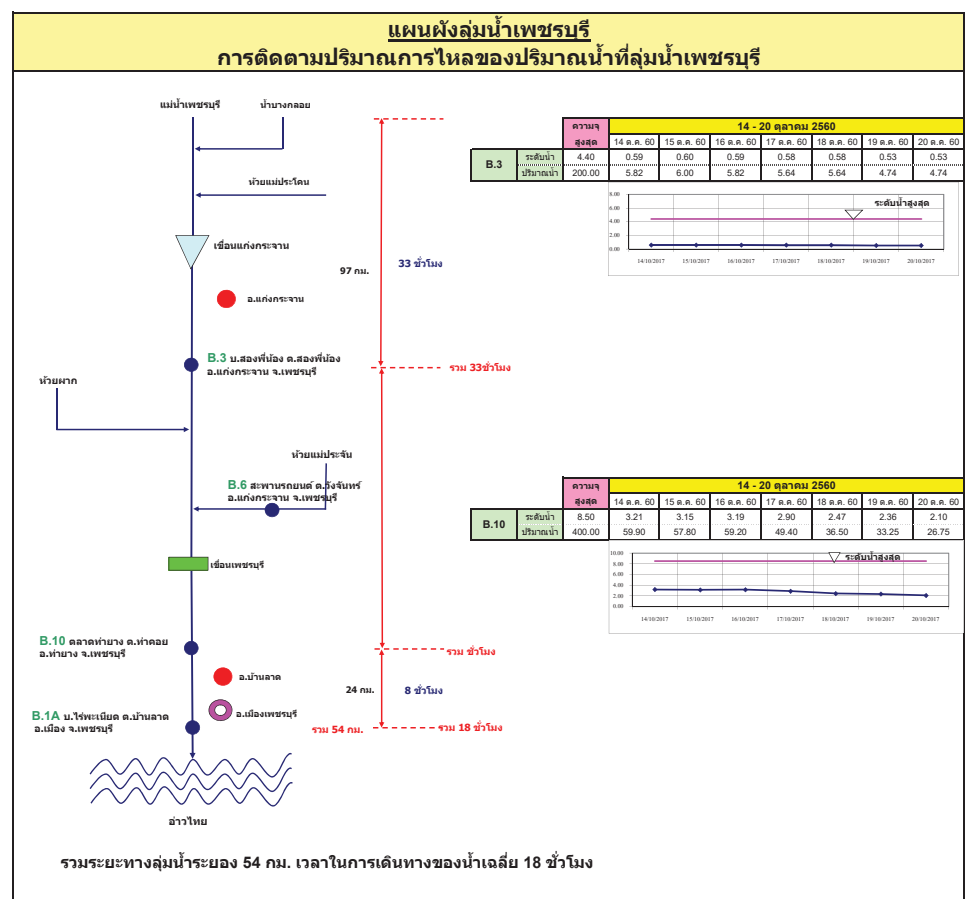 แผนผังลุ่มน้ำเพชรบุรี
การติดตามปริมาณการไหลของปริมาณน้ำที่ลุ่มน้ำเพชรบุรี
แม่น้ำเพชรบุรี
น้ำบางกลอย
ห้วยแม่ประโดน
เขื่อนแก่งกระจาน
97 กม.
33 ชั่วโมง
อ.แก่งกระจาน
B.3 บ.สองพี่น้อง ต.สองพี่น้อง
อ.แก่งกระจาน จ.เพชรบุรี
รวม 33ชั่วโมง
ห้วยผาก
ห้วยแม่ประจัน
B.6 สะพานรถยนต์ ต.วังจันทร์
อ.แก่งกระจาน จ.เพชรบุรี
เขื่อนเพชรบุรี
B.10 ตลาดท่ายาง ต.ท่าคอย
อ.ท่ายาง จ.เพชรบุรี
รวม ชั่วโมง
อ.บ้านลาด
24 กม.
8 ชั่วโมง
อ.เมืองเพชรบุรี
B.1A บ.ไร่พะเนียด ต.บ้านลาด
อ.เมือง จ.เพชรบุรี
รวม 54 กม.
รวม 18 ชั่วโมง
อ่าวไทย
รวมระยะทางลุ่มน้ำระยอง 54 กม. เวลาในการเดินทางของน้ำเฉลี่ย 18 ชั่วโมง
ความจุ 14 - 20 ตุลาคม 2560
สูงสุด 14 ต.ค. 60 15 ต.ค. 60 16 ต.ค. 60 17 ต.ค. 60 18 ต.ค. 60 19 ต.ค. 60 20 ต.ค. 60
B.3
ระดับน้ำ 4.40 0.59 0.60 0.59 0.58 0.58 0.53 0.53
ปริมาณน้ำ 200.00 5.82 6.00 5.82 5.64 5.64 4.74 4.74
ระดับน้ำสูงสุด
8.00
6.00
4.00
2.00
0.00
14/10/2017 15/10/2017 16/10/2017 17/10/2017 18/10/2017 19/10/2017 20/10/2017
ความจุ 14 - 20 ตุลาคม 2560
สูงสุด 14 ต.ค. 60 15 ต.ค. 60 16 ต.ค. 60 17 ต.ค. 60 18 ต.ค. 60 19 ต.ค. 60 20 ต.ค. 60
B.10
ระดับน้ำ 8.50 3.21 3.15 3.19 2.90 2.47 2.36 2.10
ปริมาณน้ำ 400.00 59.90 57.80 59.20 49.40 36.50 33.25 26.75
ระดับน้ำสูงสุด
10.00
8.00
6.00
4.00
2.00
0.00
14/10/2017 15/10/2017 16/10/2017 17/10/2017 18/10/2017 19/10/2017 20/10/2017